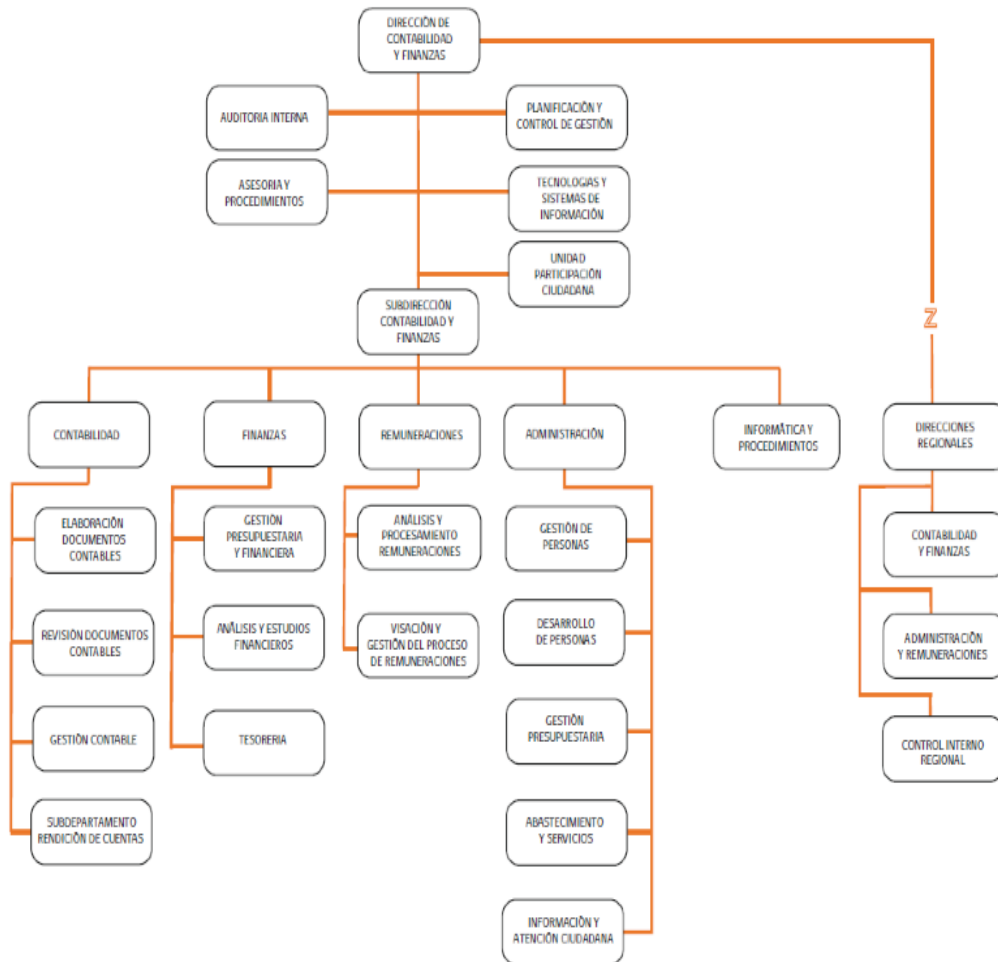 DIRECCIÓN DE
CONTABILIDAD
Y FINANZAS
AUDITORIA INTERNA
PLANIFICACIÓN Y
CONTROL DE GESTIÓN
ASESORIA Y
PROCEDIMIENTOS
TECNOLOGIAS Y
SISTEMAS DE
INFORMACIÓN
UNIDAD
PARTICIPACIÓN
CIUDADANA
SUBDIRECCIÓN
CONTABILIDAD Y
FINANZAS
Z
CONTABILIDAD
FINANZAS
REMUNERACIONES
ADMINISTRACIÓN
INFORMÁTICA Y
PROCEDIMIENTOS
DIRECCIONES
REGIONALES
ELABORACIÓN
DOCUMENTOS
CONTABLES
REVISIÓN DOCUMENTOS
CONTABLES
GESTIÓN CONTABLE
SUBDEPARTAMENTO
RENDICIÓN DE CUENTAS
GESTIÓN
PRESUPUESTARIA
Y FINANCIERA
ANÁLISIS Y ESTUDIOS
FINANCIEROS
TESORERIA
ANÁLISIS Y
PROCESAMIENTO
REMUNERACIONES
VISACIÓN Y
GESTIÓN DEL PROCESO
DE REMUNERACIONES
GESTIÓN DE
PERSONAS
DESARROLLO
DE PERSONAS
GESTIÓN
PRESUPUESTARIA
ABASTECIMIENTO
Y SERVICIOS
INFORMACIÓN Y
ATENCIÓN CIUDADANA
CONTABILIDAD
Y FINANZAS
ADMINISTRACIÓN
Y REMUNERACIONES
CONTROL INTERNO
REGIONAL